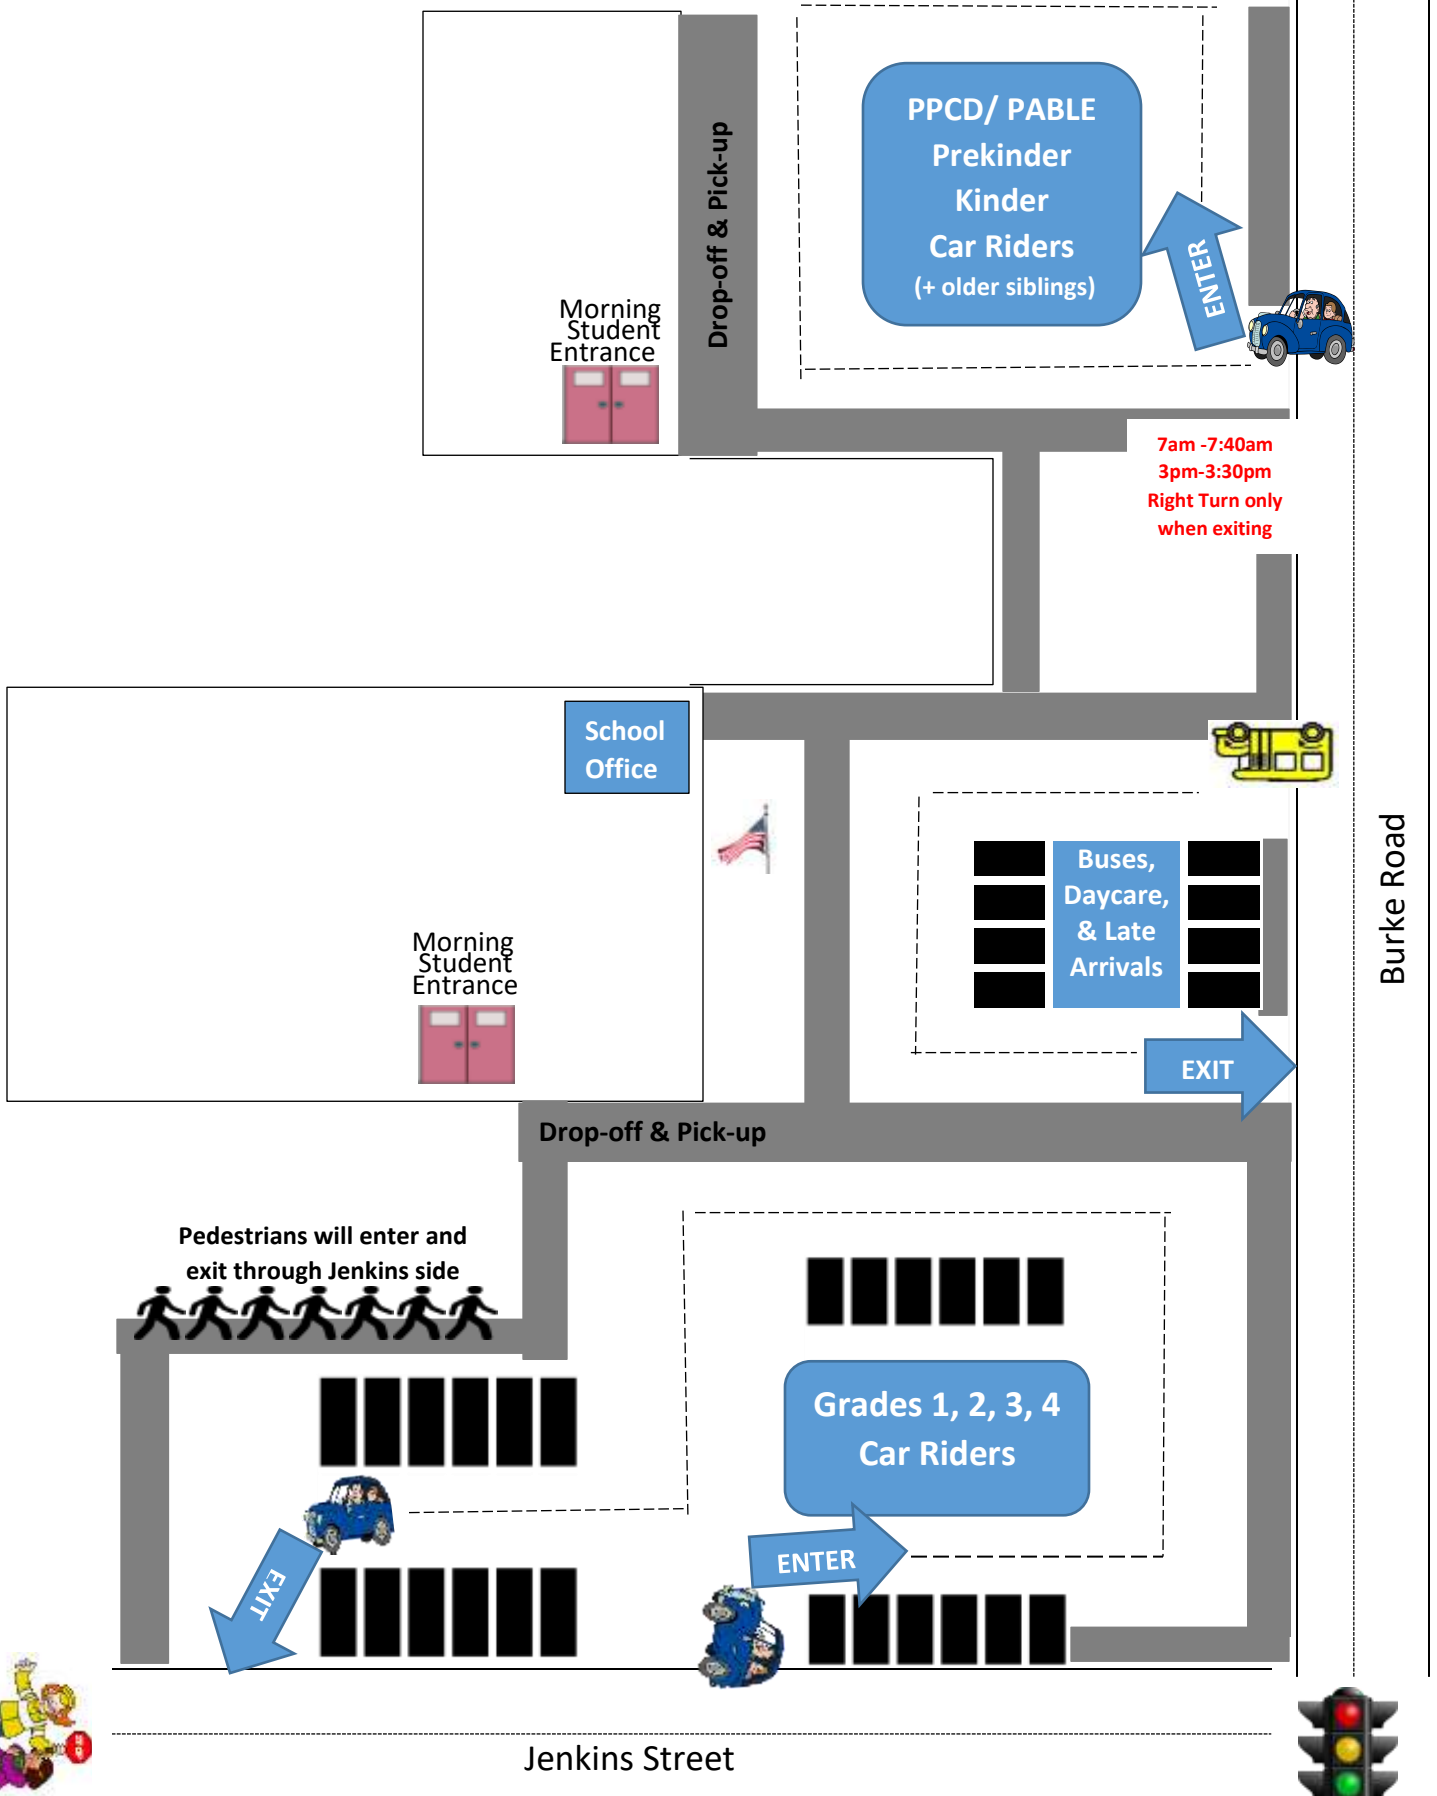 PPCD/ PABLE
Prekinder
Kinder
Car Riders
(+ older siblings)
ENTER
Drop-off & Pick-up
Morning
Student
Entrance
7am -7:40am
3pm-3:30pm
Right Turn only
when exiting
School
Office
Buses,
Daycare,
& Late
Arrivals
Burke Road
Morning
Student
Entrance
EXIT
Drop-off & Pick-up
Pedestrians will enter and
exit through Jenkins side
Grades 1, 2, 3, 4
Car Riders
ENTER
EXIT
Jenkins Street